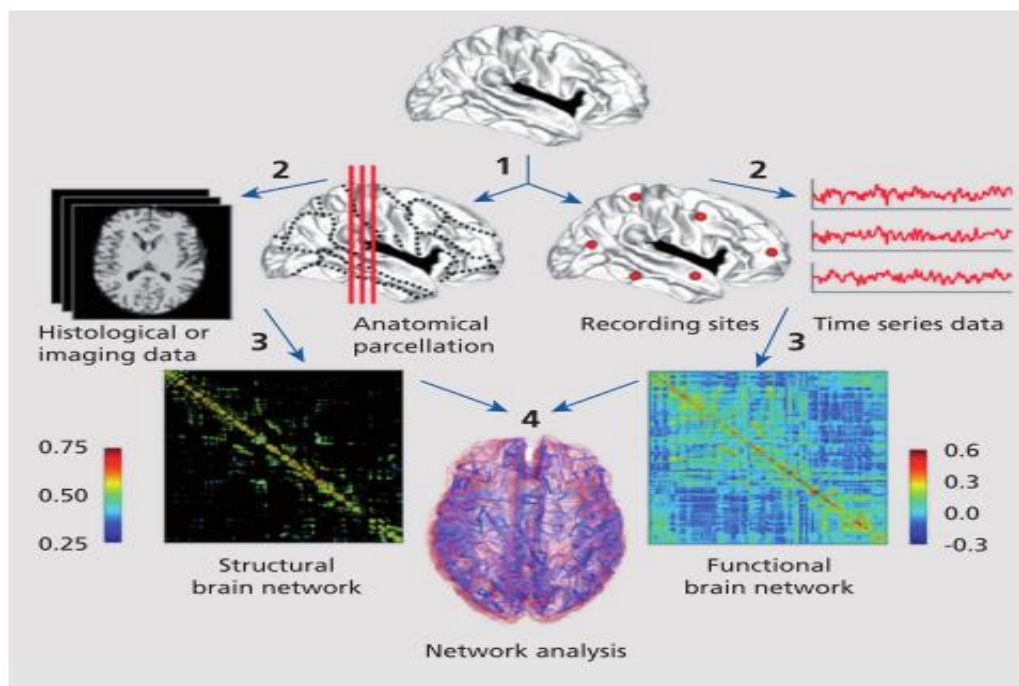 1
2
2
Histological or
imaging data
Anatomical
parcellation
Recording sites
Time series data
3
3
4
0.75
0.50
0.25
0.6
0.3
0.0
-0.3
Structural
brain network
Functional
brain network
Network analysis